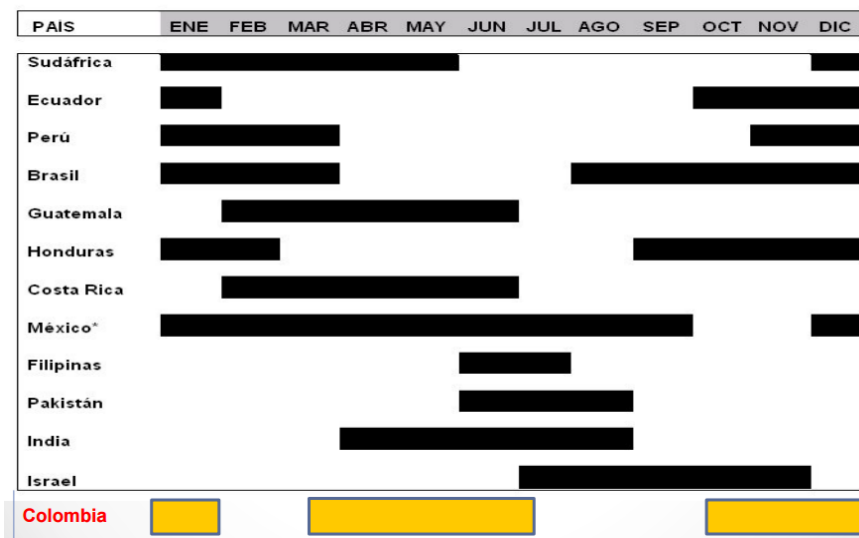 PAIS ENE FEB MAR ABR MAY JUN JUL AGO SEP OCT NOV DIC
Sudáfrica
Ecuador
Perú
Brasil
Guatemala
Honduras
Costa Rica
México*
Filipinas
Pakistán
India
Israel
Colombia